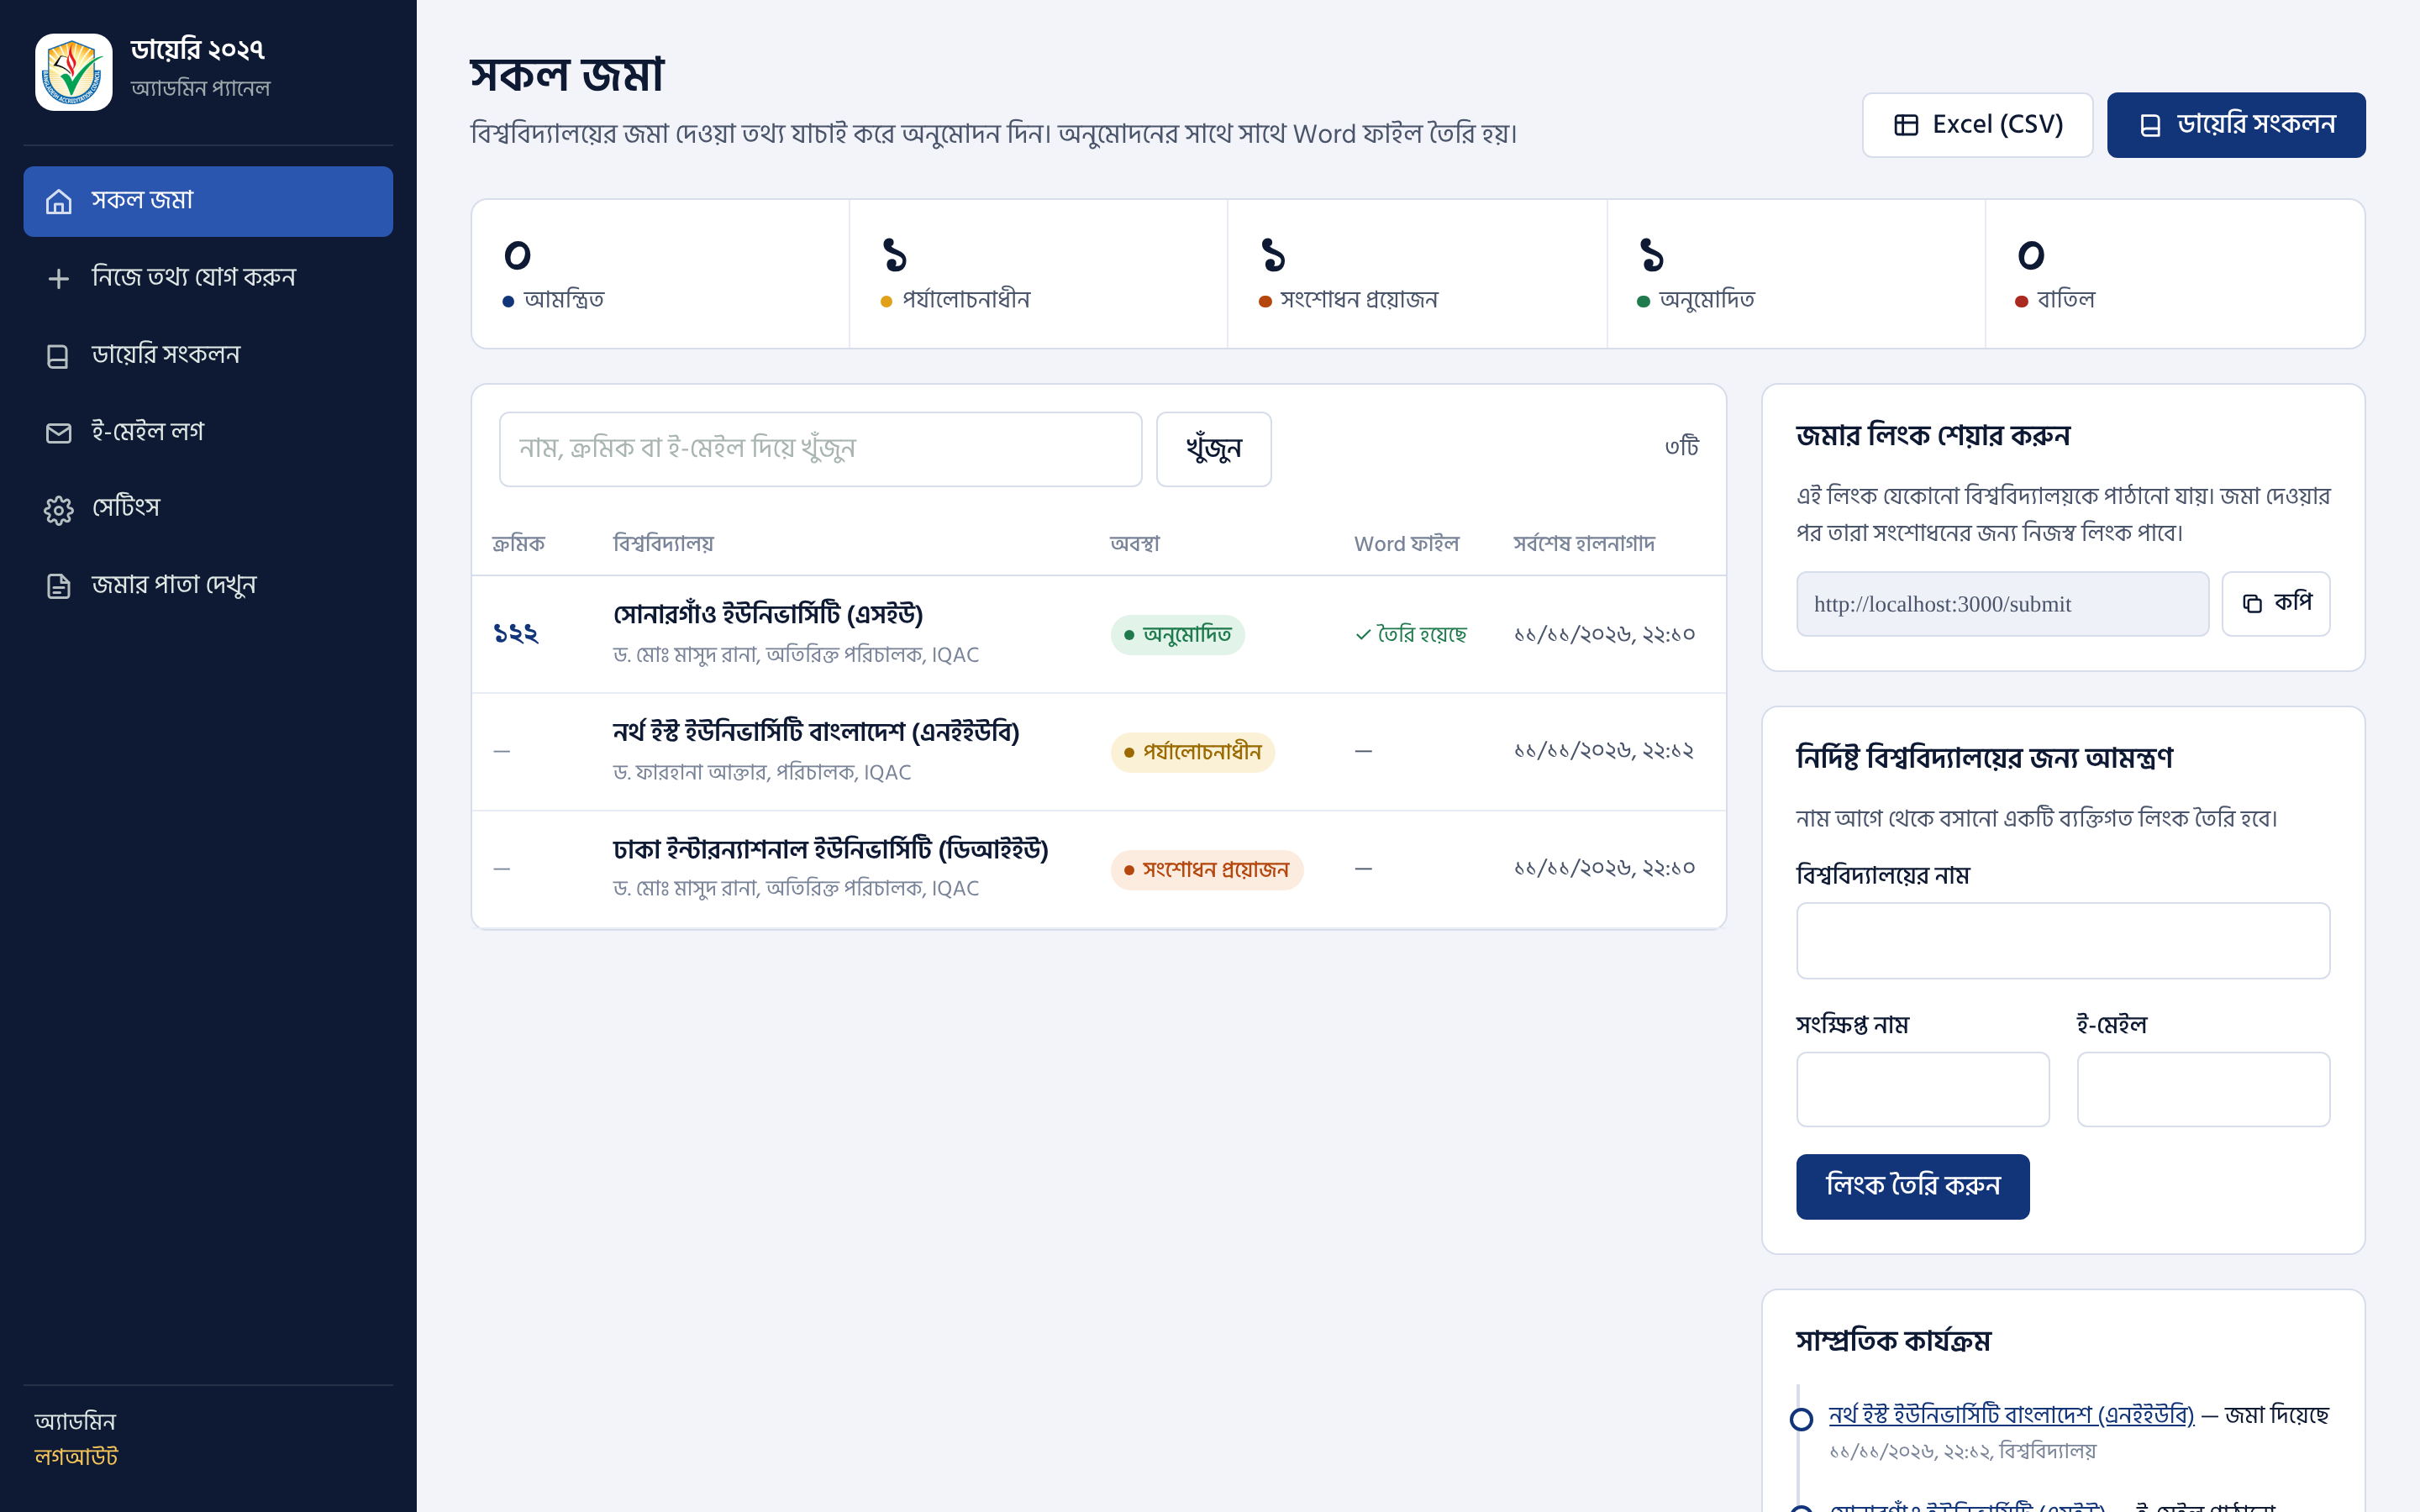 ডায়েরি ২০২৭
অ্যাডমিন প্যানেল
সকল জমা
নিজে তথ্য যোগ করুন
ডায়েরি সংকলন
ই-মেইল লগ
সেটিংস
জমার পাতা দেখুন
অ্যাডমিন
লগআউট
সকল জমা
বিশ্ববিদ্যালয়ের জমা দেওয়া তথ্য যাচাই করে অনুমোদন দিন। অনুমোদনের সাথে সাথে Word ফাইল তৈরি হয়।
Excel (CSV)
ডায়েরি সংকলন
০
আমন্ত্রিত
১
পর্যালোচনাধীন
১
সংশোধন প্রয়োজন
১
অনুমোদিত
০
বাতিল
নাম, ক্রমিক বা ই-মেইল দিয়ে খুঁজুন
খুঁজুন
৩টি
ক্রমিক বিশ্ববিদ্যালয় অবস্থা Word ফাইল সর্বশেষ হালনাগাদ
১২২ সোনারগাঁও ইউনিভার্সিটি (এসইউ) অনুমোদিত তৈরি হয়েছে ১১/১১/২০২৬, ২২:১০
ড. মোঃ মাসুদ রানা, অতিরিক্ত পরিচালক, IQAC
— নর্থ ইস্ট ইউনিভার্সিটি বাংলাদেশ (এনইইউবি) পর্যালোচনাধীন — ১১/১১/২০২৬, ২২:১২
ড. ফারহানা আক্তার, পরিচালক, IQAC
— ঢাকা ইন্টারন্যাশনাল ইউনিভার্সিটি (ডিআইইউ) সংশোধন প্রয়োজন — ১১/১১/২০২৬, ২২:১০
ড. মোঃ মাসুদ রানা, অতিরিক্ত পরিচালক, IQAC
জমার লিংক শেয়ার করুন
এই লিংক যেকোনো বিশ্ববিদ্যালয়কে পাঠানো যায়। জমা দেওয়ার
পর তারা সংশোধনের জন্য নিজস্ব লিংক পাবে।
http://localhost:3000/submit
কপি
নির্দিষ্ট বিশ্ববিদ্যালয়ের জন্য আমন্ত্রণ
নাম আগে থেকে বসানো একটি ব্যক্তিগত লিংক তৈরি হবে।
বিশ্ববিদ্যালয়ের নাম
সংক্ষিপ্ত নাম
ই-মেইল
লিংক তৈরি করুন
সাম্প্রতিক কার্যক্রম
নর্থ ইস্ট ইউনিভার্সিটি বাংলাদেশ (এনইইউবি) — জমা দিয়েছে
১১/১১/২০২৬, ২২:১২, বিশ্ববিদ্যালয়